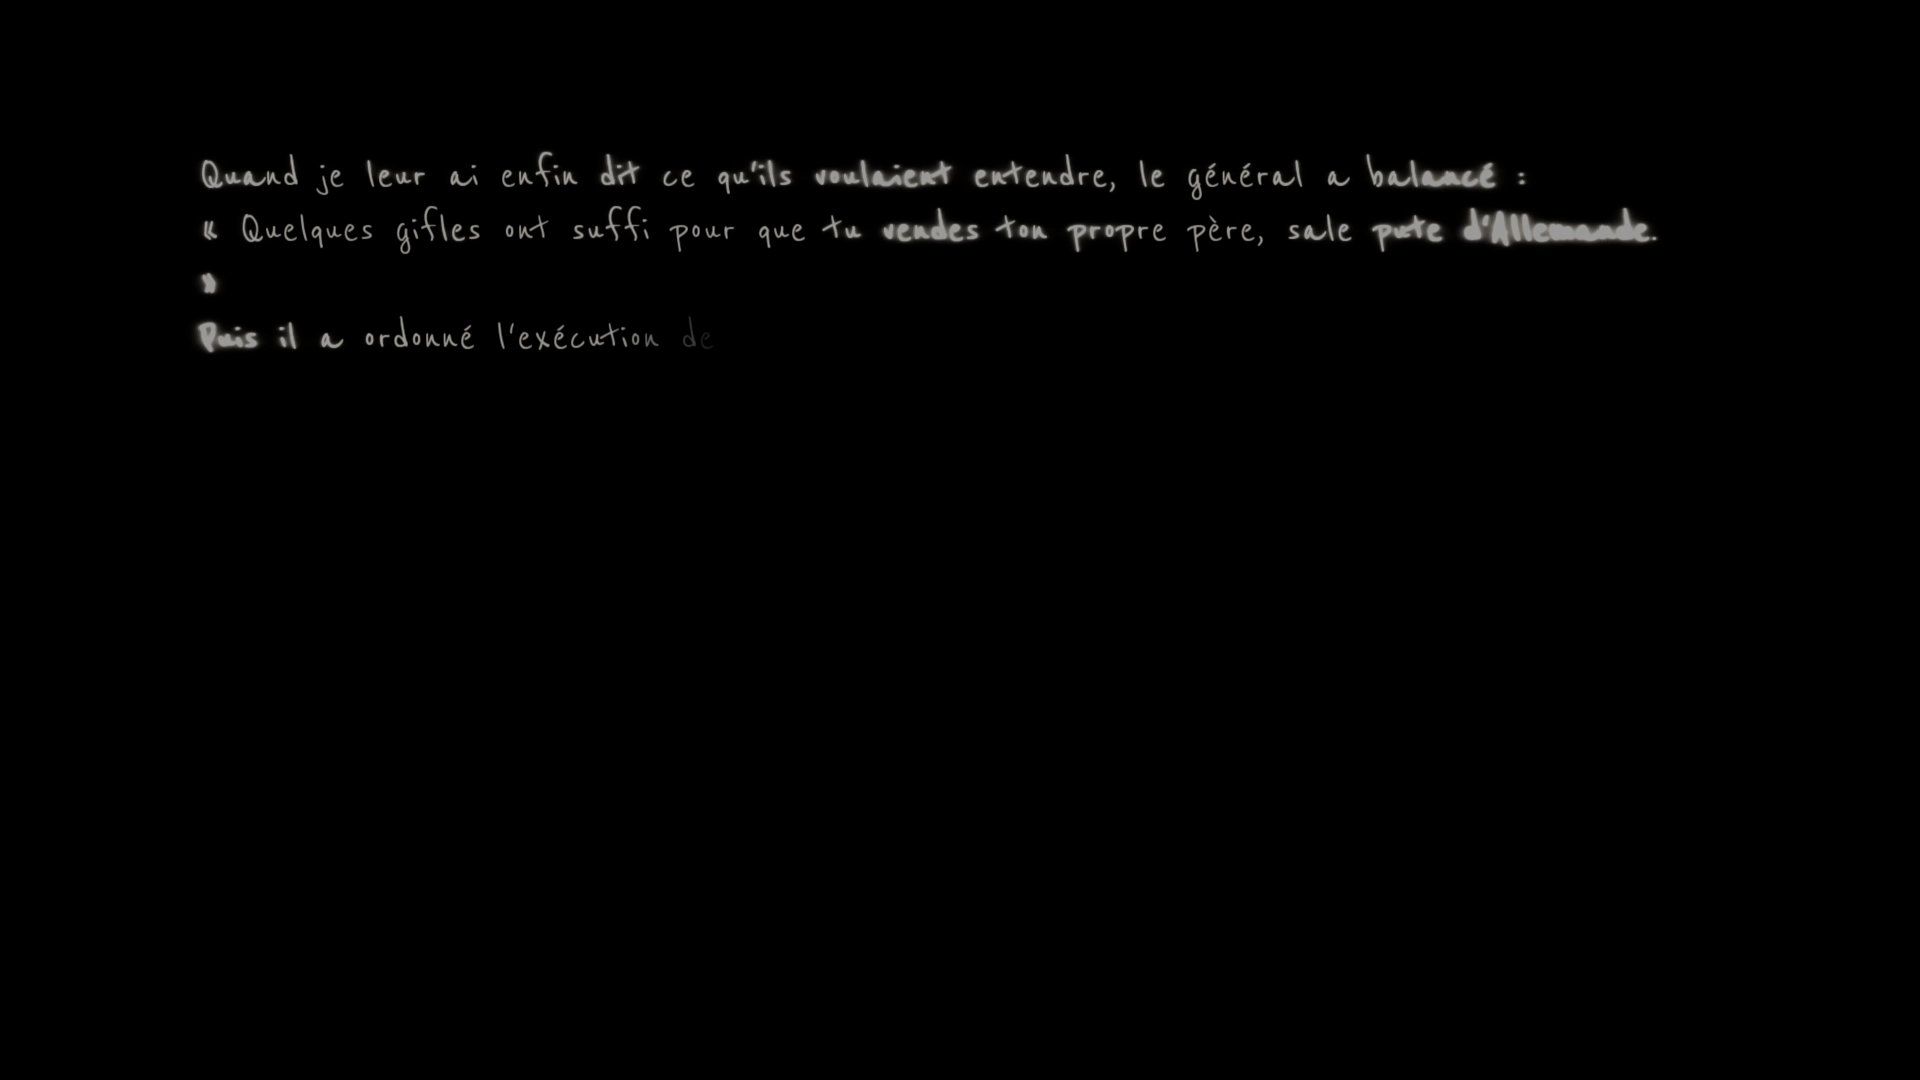 Quand je leur ai enfin dit ce qu'ils voulaient entendre, le général a balancé :
« Quelques gifles ont suffi pour que tu vendes ton propre père, sale pute d'Allemande.
»
Puis il a ordonné l'exécution de